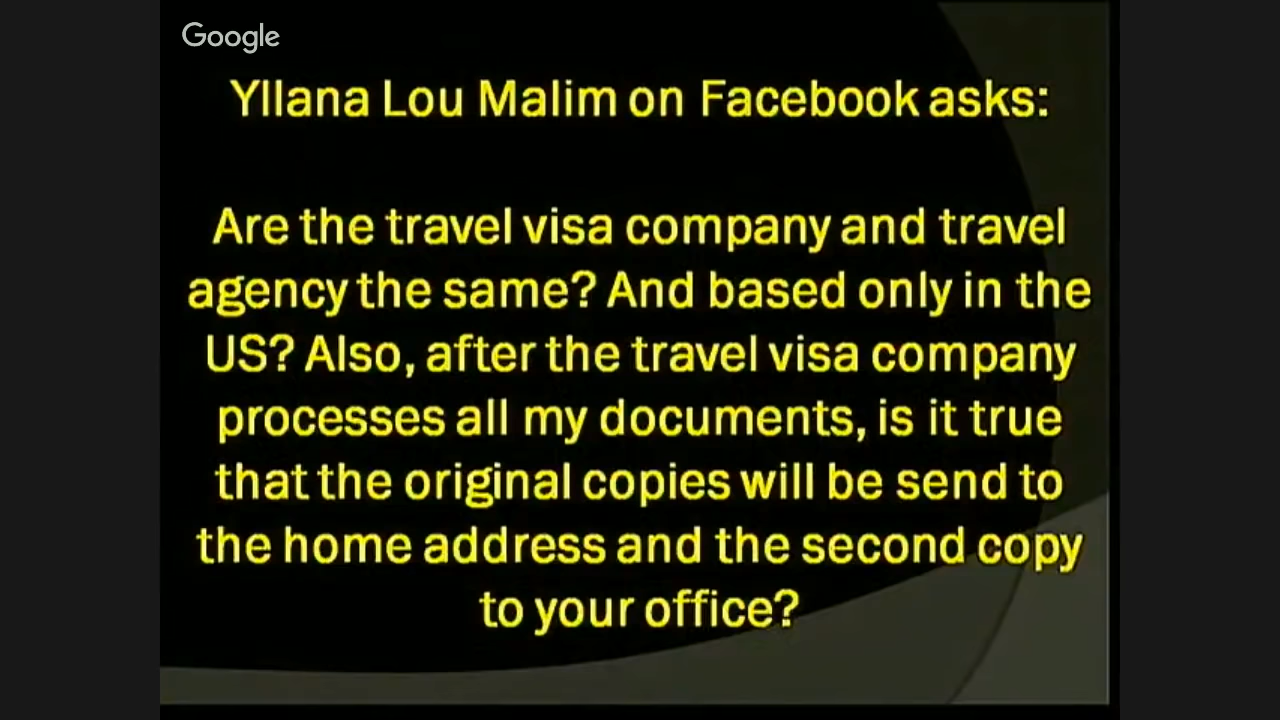 Google
Yllana Lou Malim on Facebook asks:
Are the travel visa company and travel
agency the same? And based only in the
US? Also, after the travel visa company
processes all my documents, is it true
that the original copies will be send to
the home address and the second copy
to your office?